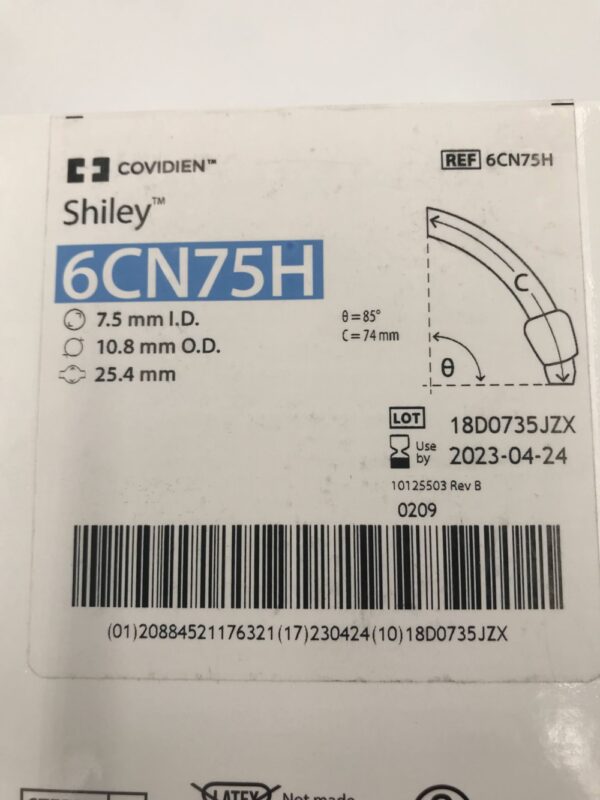 COVIDIEN™
REF 6CN75H
Shiley™
6CN75H
7.5 mm I.D.
10.8 mm O.D.
25.4 mm
θ = 85°
C = 74 mm
C
θ
LOT 18D0735JZX
Use by 2023-04-24
10125503 Rev B
0209
(01)20884521176321(17)230424(10)18D0735JZX
LATEX
Not made